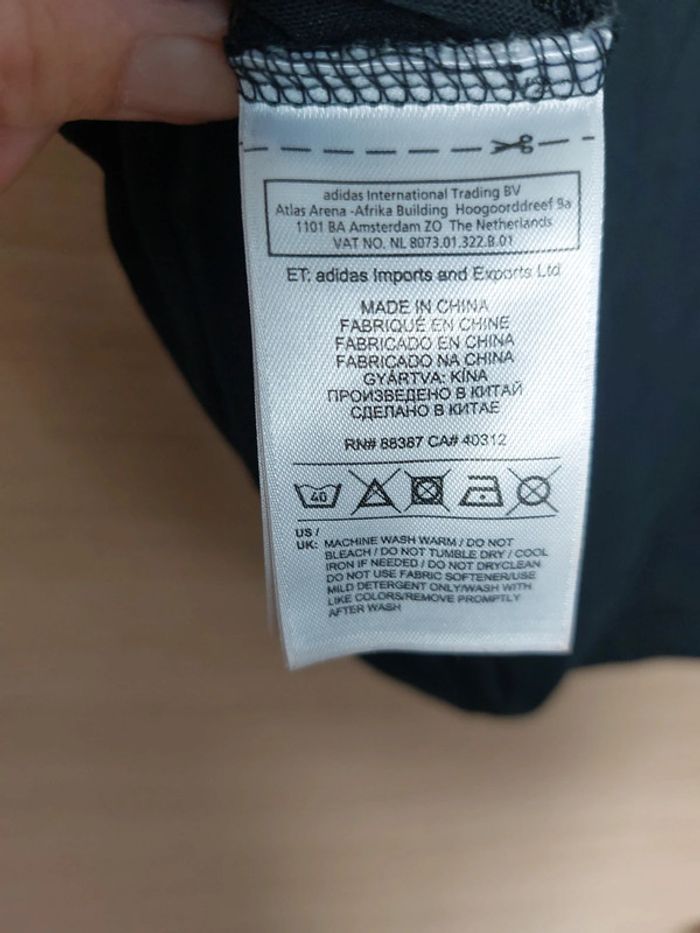 adidas International Trading BV
Atlas Arena -Afrika Building Hoogoorddreef 9a
1101 BA Amsterdam ZO The Netherlands
VAT NO. NL 8073.01.322.B.01
ET: adidas Imports and Exports Ltd
MADE IN CHINA
FABRIQUÉ EN CHINE
FABRICADO EN CHINA
FABRICADO NA CHINA
GYÁRTVA: KÍNA
ПРОИЗВЕДЕНО В КИТАЙ
СДЕЛАНО В КИТАЕ
RN# 88387 CA# 40312
40
US /
UK: MACHINE WASH WARM / DO NOT
BLEACH / DO NOT TUMBLE DRY / COOL
IRON IF NEEDED / DO NOT DRYCLEAN
DO NOT USE FABRIC SOFTENER/USE
MILD DETERGENT ONLY/WASH WITH
LIKE COLORS/REMOVE PROMPTLY
AFTER WASH